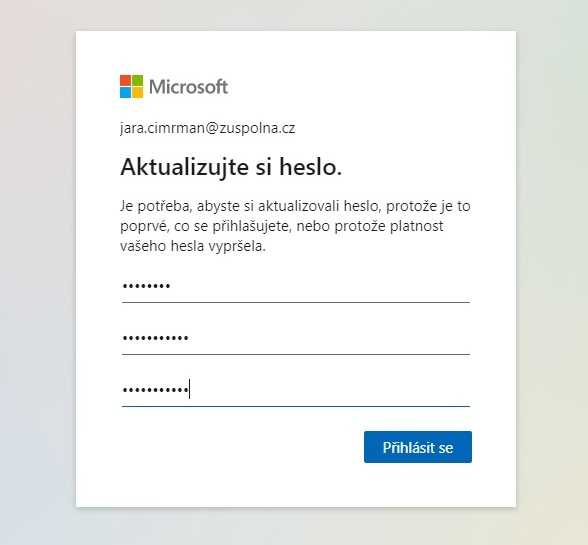 Microsoft
jara.cimrman@zuspolna.cz
Aktualizujte si heslo.
Je potřeba, abyste si aktualizovali heslo, protože je to
poprvé, co se přihlašujete, nebo protože platnost
vašeho hesla vypršela.
••••••••
•••••••••••
•••••••••••
Přihlásit se